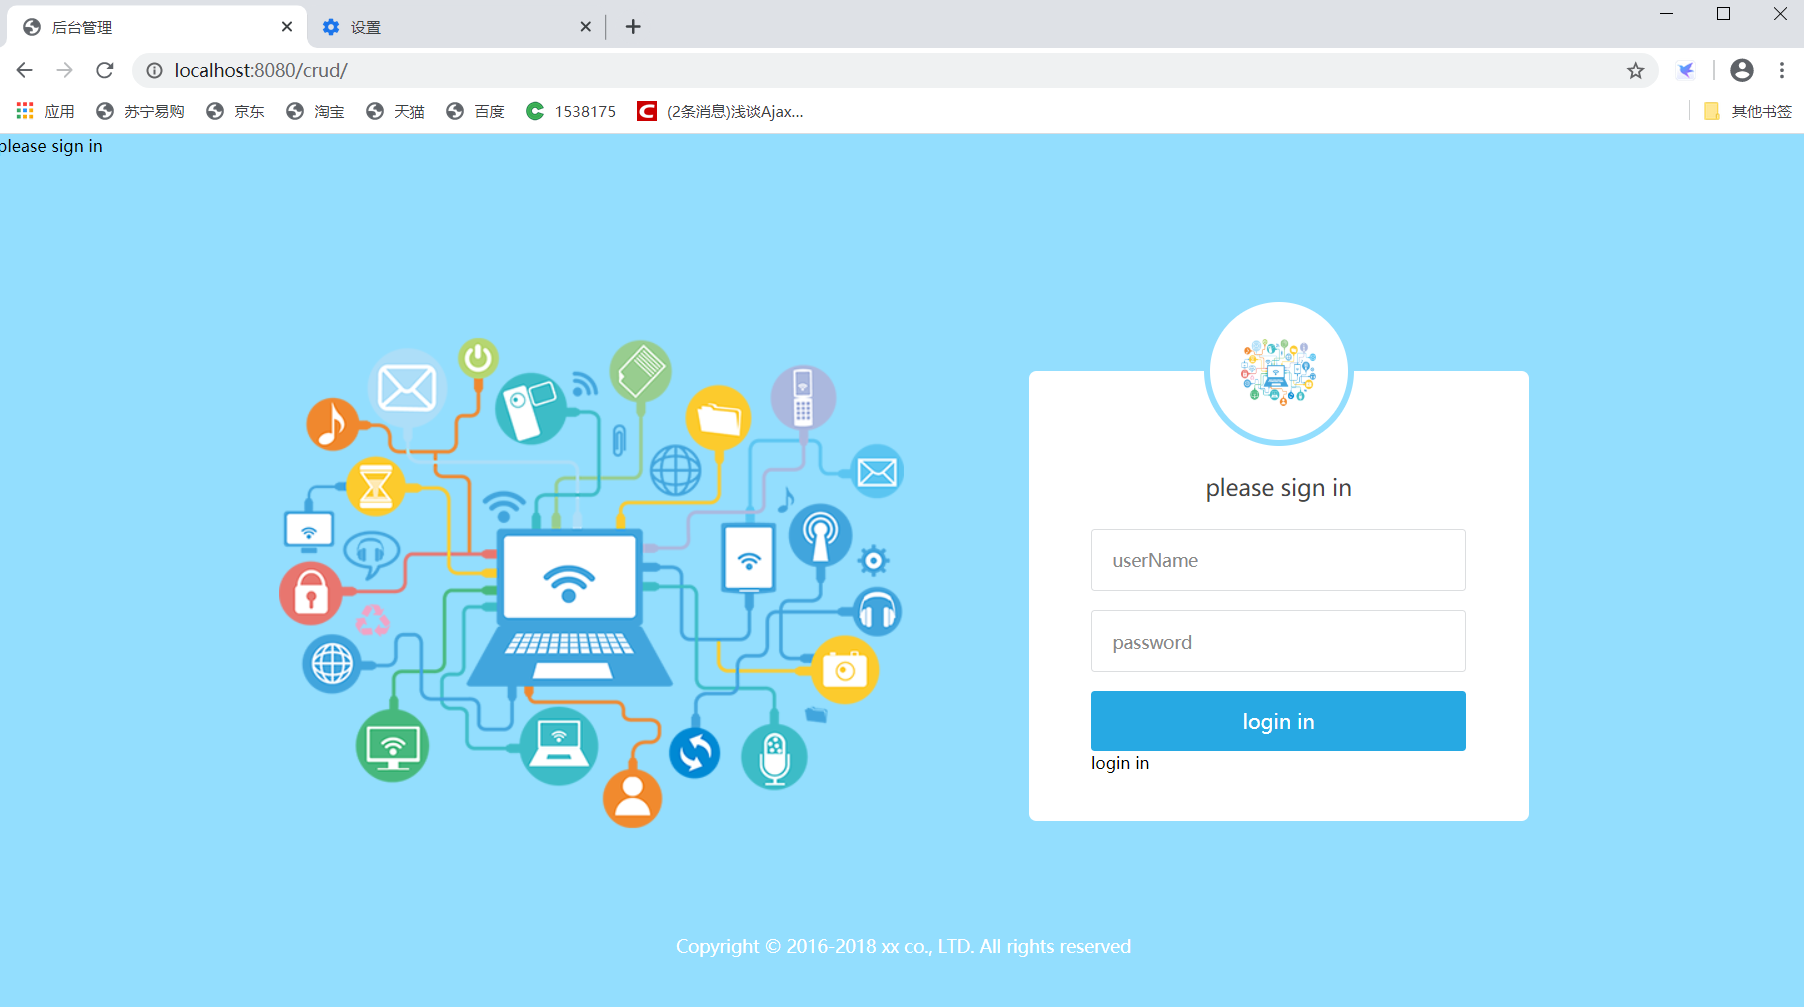 后台管理
设置
localhost:8080/crud/
应用 苏宁易购 京东 淘宝 天猫 百度 1538175 (2条消息)浅谈Ajax... 其他书签
please sign in
please sign in
userName
password
login in
login in
Copyright © 2016-2018 xx co., LTD. All rights reserved